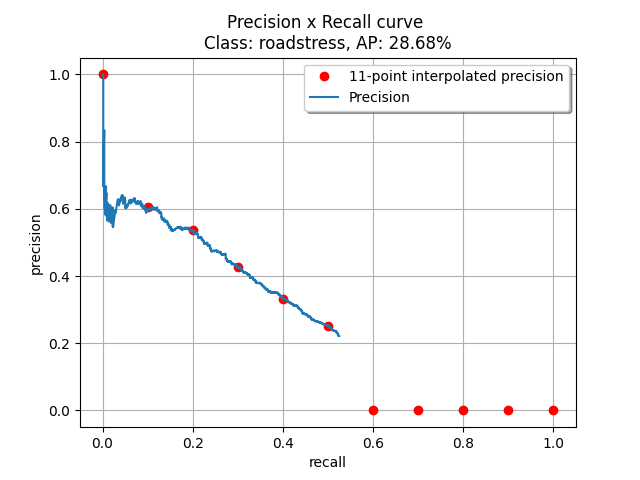 Precision x Recall curve
Class: roadstress, AP: 28.68%
11-point interpolated precision
Precision
1.0
0.8
0.6
0.4
0.2
0.0
precision
0.0 0.2 0.4 0.6 0.8 1.0
recall